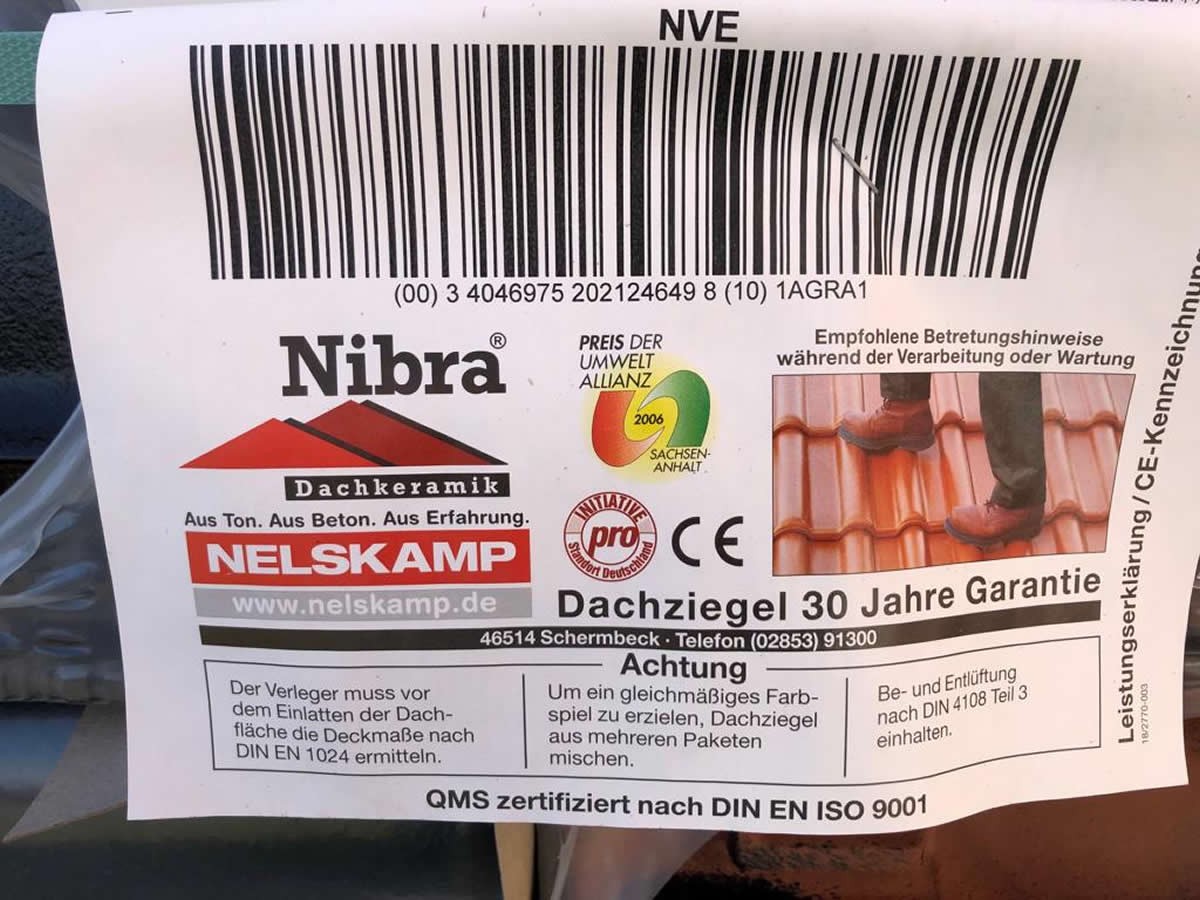 NVE
(00) 3 4046975 202124649 8 (10) 1AGRA1
Nibra®
Dachkeramik
Aus Ton. Aus Beton. Aus Erfahrung.
NELSKAMP
www.nelskamp.de
PREIS DER
UMWELT
ALLIANZ
2006
SACHSEN-
ANHALT
INITIATIVE
pro
Standort Deutschland
CE
Empfohlene Betretungshinweise
während der Verarbeitung oder Wartung
Dachziegel 30 Jahre Garantie
46514 Schermbeck · Telefon (02853) 91300
Achtung
Der Verleger muss vor
dem Einlatten der Dach-
fläche die Deckmaße nach
DIN EN 1024 ermitteln.
Um ein gleichmäßiges Farb-
spiel zu erzielen, Dachziegel
aus mehreren Paketen
mischen.
Be- und Entlüftung
nach DIN 4108 Teil 3
einhalten.
QMS zertifiziert nach DIN EN ISO 9001
Leistungserklärung / CE-Kennzeichnung
18/2770-003